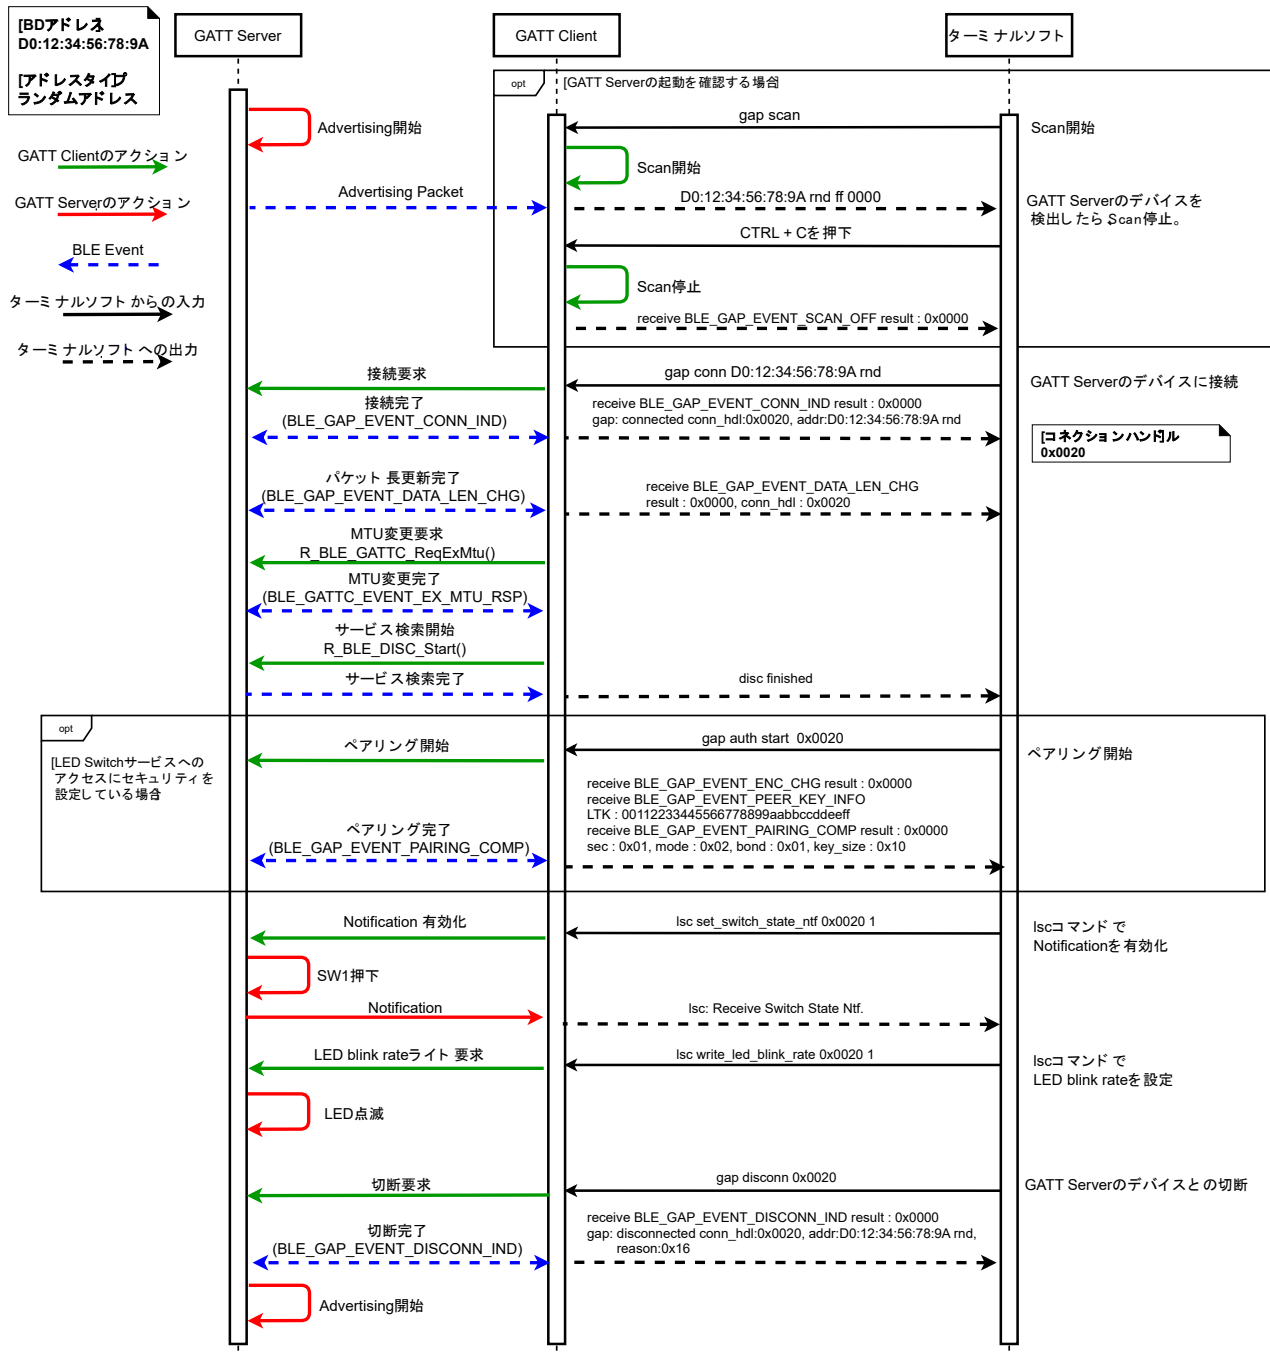 [BDアドレス]
D0:12:34:56:78:9A
[アドレスタイプ]
ランダムアドレス
GATT Server
GATT Client
ターミナルソフト
opt
[GATT Serverの起動を確認する場合]
GATT Clientのアクション
GATT Serverのアクション
BLE Event
ターミナルソフトからの入力
ターミナルソフトへの出力
Advertising開始
gap scan
Scan開始
Scan開始
Advertising Packet
D0:12:34:56:78:9A rnd ff 0000
GATT Serverのデバイスを
検出したら、Scan停止。
CTRL + Cを押下
Scan停止
receive BLE_GAP_EVENT_SCAN_OFF result : 0x0000
接続要求
gap conn D0:12:34:56:78:9A rnd
GATT Serverのデバイスに接続
接続完了
(BLE_GAP_EVENT_CONN_IND)
receive BLE_GAP_EVENT_CONN_IND result : 0x0000
gap: connected conn_hdl:0x0020, addr:D0:12:34:56:78:9A rnd
[コネクションハンドル]
0x0020
パケット長更新完了
(BLE_GAP_EVENT_DATA_LEN_CHG)
receive BLE_GAP_EVENT_DATA_LEN_CHG
result : 0x0000, conn_hdl : 0x0020
MTU変更要求
R_BLE_GATTC_ReqExMtu()
MTU変更完了
(BLE_GATTC_EVENT_EX_MTU_RSP)
サービス検索開始
R_BLE_DISC_Start()
サービス検索完了
disc finished
opt
[LED Switchサービスへの
アクセスにセキュリティを
設定している場合]
ペアリング開始
gap auth start  0x0020
ペアリング開始
receive BLE_GAP_EVENT_ENC_CHG result : 0x0000
receive BLE_GAP_EVENT_PEER_KEY_INFO
LTK : 00112233445566778899aabbccddeeff
receive BLE_GAP_EVENT_PAIRING_COMP result : 0x0000
sec : 0x01, mode : 0x02, bond : 0x01, key_size : 0x10
ペアリング完了
(BLE_GAP_EVENT_PAIRING_COMP)
Notification 有効化
lsc set_switch_state_ntf 0x0020 1
lscコマンドで
Notificationを有効化
SW1押下
Notification
lsc: Receive Switch State Ntf.
LED blink rateライト要求
lsc write_led_blink_rate 0x0020 1
lscコマンドで
LED blink rateを設定
LED点滅
切断要求
gap disconn 0x0020
GATT Serverのデバイスとの切断
切断完了
(BLE_GAP_EVENT_DISCONN_IND)
receive BLE_GAP_EVENT_DISCONN_IND result : 0x0000
gap: disconnected conn_hdl:0x0020, addr:D0:12:34:56:78:9A rnd,
reason:0x16
Advertising開始